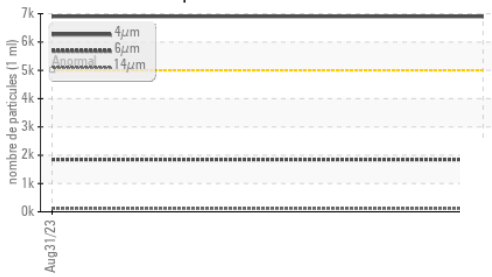 7k
6k
5k
4k
3k
2k
1k
0k
nombre de particules (1 ml)
4µm
6µm
Anormal
14µm
Aug31/23